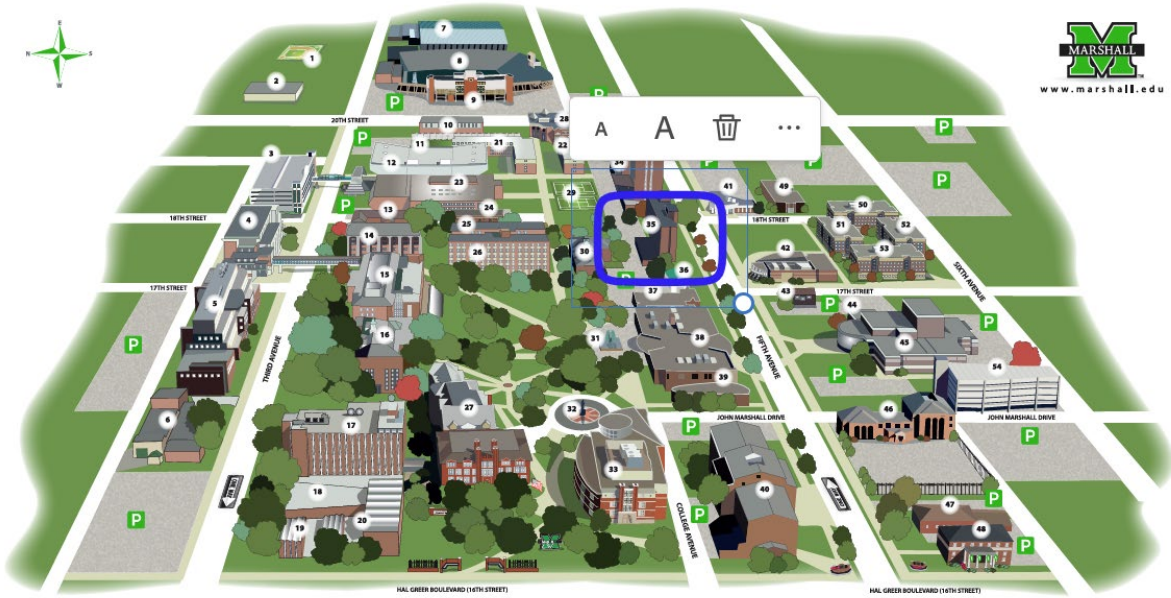 E
N S
W
MARSHALL
www.marshall.edu
7
8
9
1
2
P
P
20TH STREET
10
28
A A ...
P
11
21
22
12
34
P
P
P
P
3
23
29
41
49
P
18TH STREET
13
24
35
18TH STREET
50
4
14
25
51
52
26
30
42
53
15
36
SIXTH AVENUE
17TH STREET
5
P
37
43
P
17TH STREET
44
P
P
16
31
38
FIFTH AVENUE
45
THIRD AVENUE
39
P
54
6
27
32
JOHN MARSHALL DRIVE
46
JOHN MARSHALL DRIVE
17
P
P
33
18
40
ONE WAY
ONE WAY
P
P
47
19
20
COLLEGE AVENUE
P
48
P
HAL GREER BOULEVARD (16TH STREET)
HAL GREER BOULEVARD (16TH STREET)